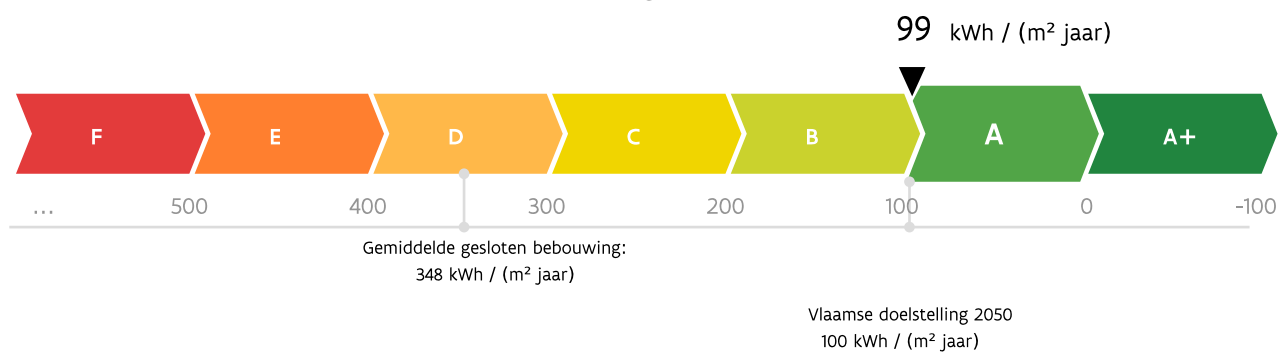 99 kWh / (m² jaar)
F E D C B A A+
... 500 400 300 200 100 0 -100
Gemiddelde gesloten bebouwing:
348 kWh / (m² jaar)
Vlaamse doelstelling 2050
100 kWh / (m² jaar)